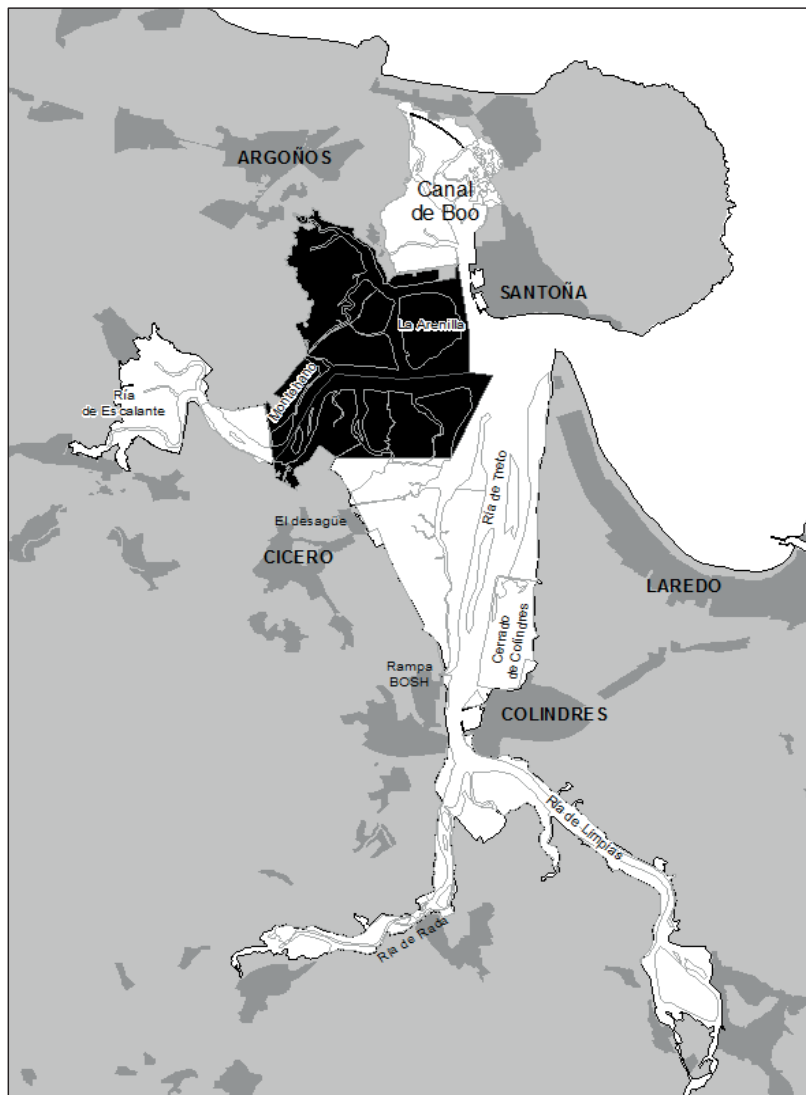 ARGOÑOS
Canal
de Boo
SANTOÑA
La Arenilla
Montehano
Ría
de Escalante
Ría de Treto
El desagüe
CICERO
LAREDO
Cerrado
de Colindres
Rampa
BOSH
COLINDRES
Ría de Limpias
Ría de Rada